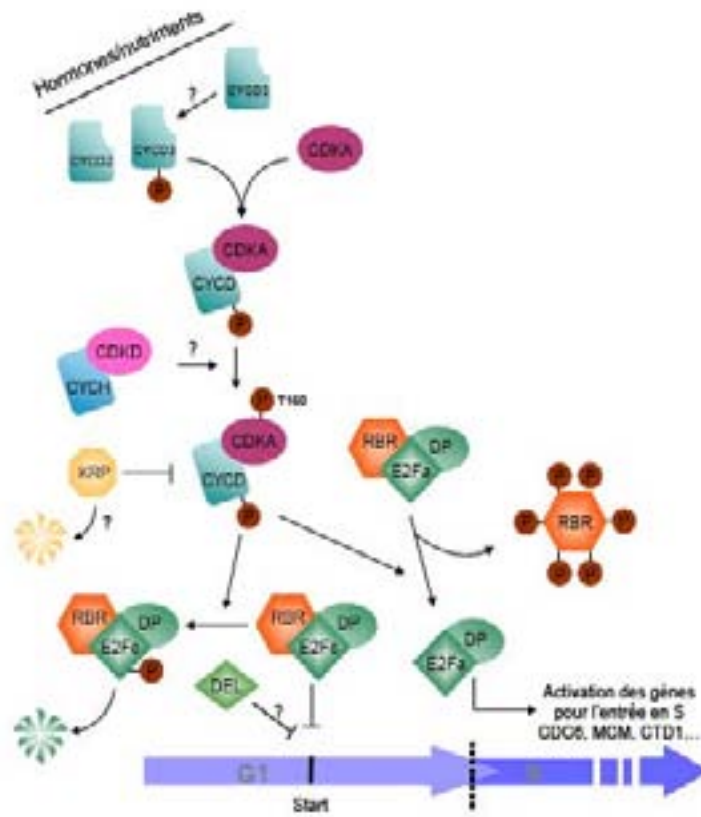 Hormones/nutriments
?
CYCD3
CYCD2
CYCD3
P
CDKA
CDKA
CYCD
P
CDKD
CYCH
?
P
T160
CDKA
CYCD
P
KRP
?
RBR
DP
E2Fa
P
P
P
RBR
P
P
P
RBR
DP
E2Fc
P
RBR
DP
E2Fc
DEL
?
DP
E2Fa
Activation des gènes
pour l'entrée en S
CDC6, MCM, CTD1...
G1
S
Start